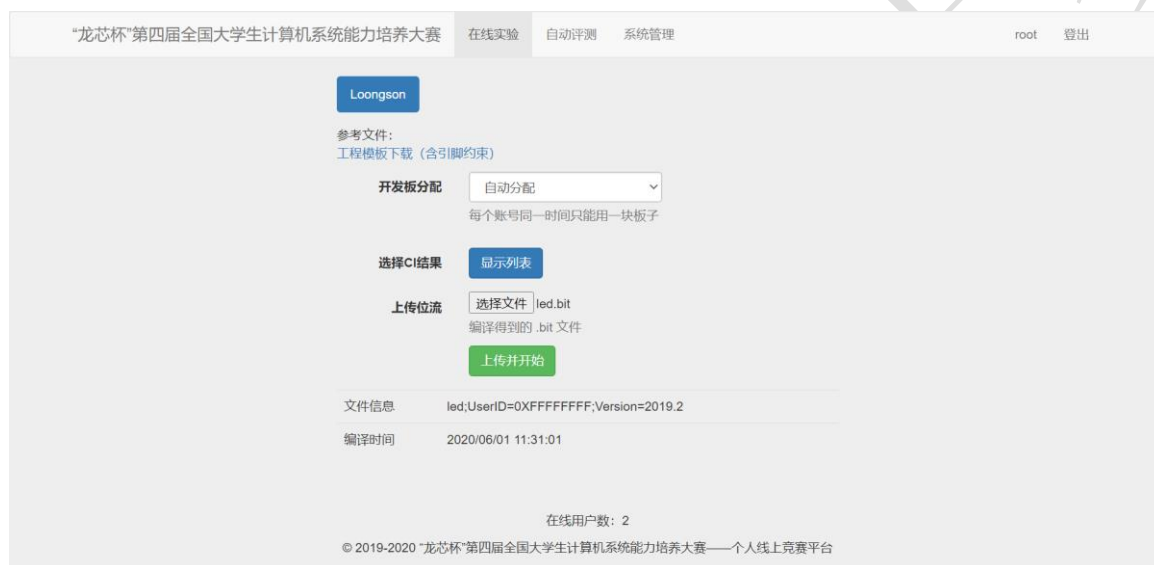 “龙芯杯”第四届全国大学生计算机系统能力培养大赛 在线实验 自动评测 系统管理 root 登出
Loongson
参考文件:
工程模板下载（含引脚约束）
开发板分配 自动分配
每个账号同一时间只能用一块板子
选择CI结果 显示列表
上传位流 选择文件 led.bit
编译得到的 .bit 文件
上传并开始
文件信息 led;UserID=0XFFFFFFFF;Version=2019.2
编译时间 2020/06/01 11:31:01
在线用户数：2
© 2019-2020 “龙芯杯”第四届全国大学生计算机系统能力培养大赛——个人线上竞赛平台